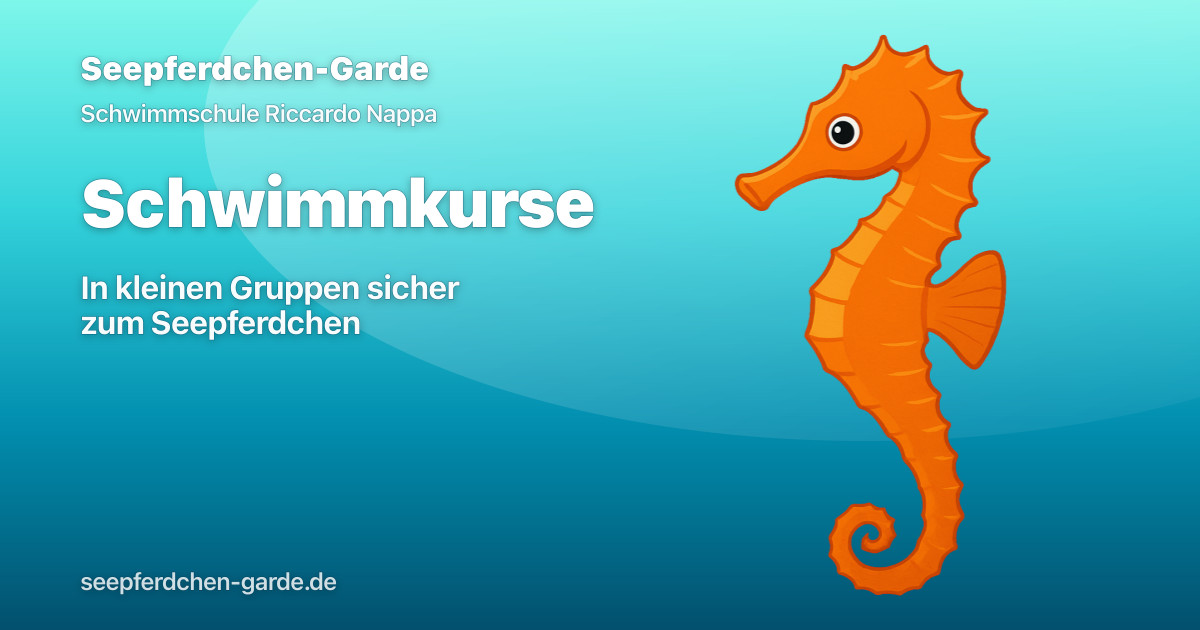 Seepferdchen-Garde
Schwimmschule Riccardo Nappa
Schwimmkurse
In kleinen Gruppen sicher
zum Seepferdchen
seepferdchen-garde.de